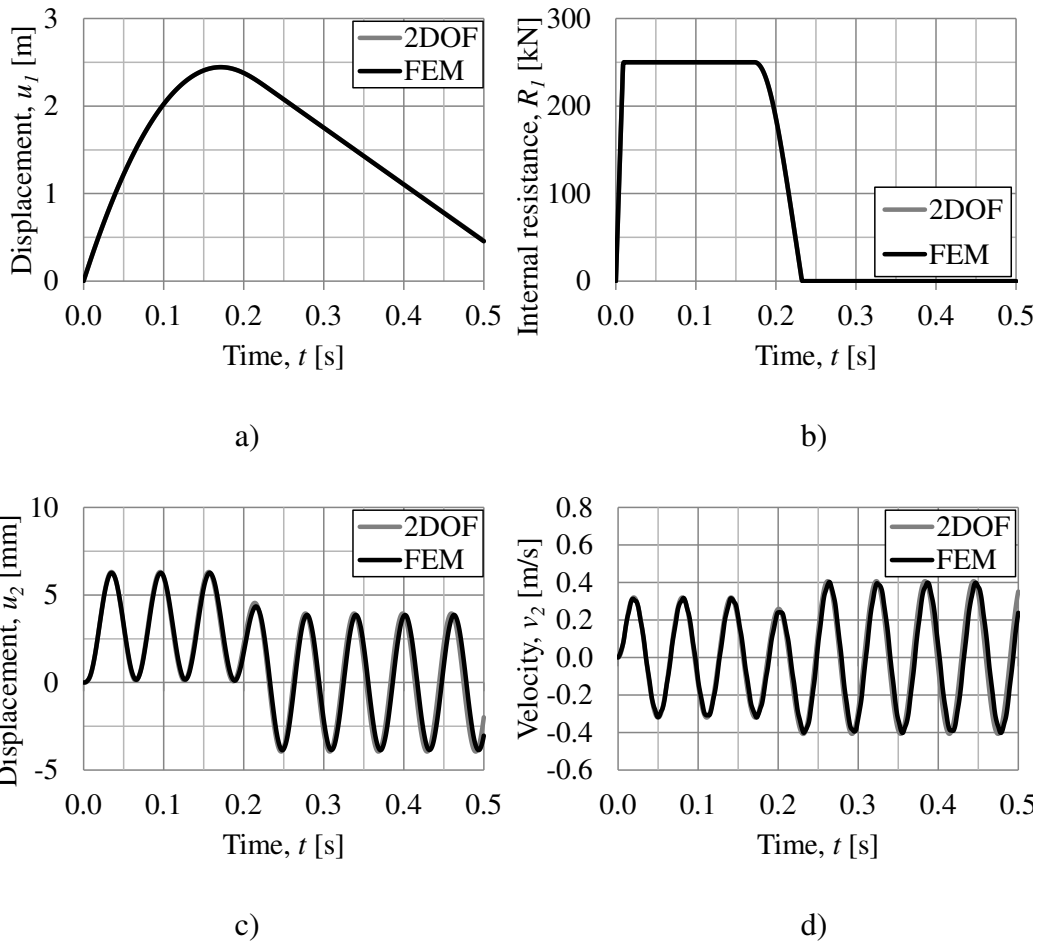 Displacement, u1 [m]
3
2
1
0
0.0 0.1 0.2 0.3 0.4 0.5
Time, t [s]
2DOF
FEM
a)
Internal resistance, R1 [kN]
300
200
100
0
0.0 0.1 0.2 0.3 0.4 0.5
Time, t [s]
2DOF
FEM
b)
Displacement, u2 [mm]
10
5
0
-5
0.0 0.1 0.2 0.3 0.4 0.5
Time, t [s]
2DOF
FEM
c)
Velocity, v2 [m/s]
0.8
0.6
0.4
0.2
0.0
-0.2
-0.4
-0.6
0.0 0.1 0.2 0.3 0.4 0.5
Time, t [s]
2DOF
FEM
d)